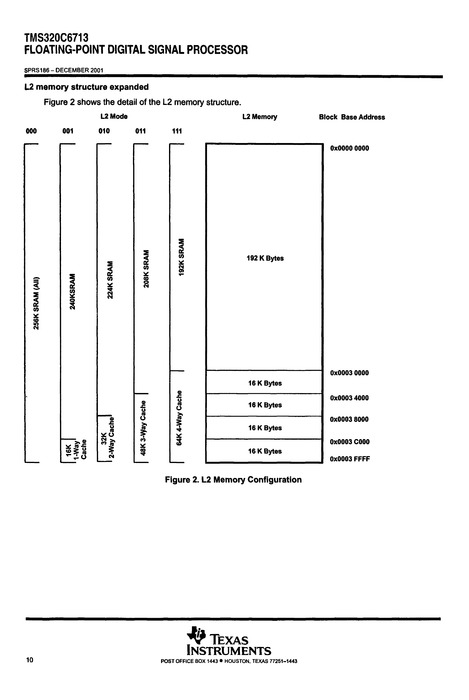 TMS320C6713
FLOATING-POINT DIGITAL SIGNAL PROCESSOR
SPRS186 – DECEMBER 2001
L2 memory structure expanded
Figure 2 shows the detail of the L2 memory structure.
L2 Mode L2 Memory Block Base Address
000 001 010 011 111
0x0000 0000
256K SRAM (All)
240KSRAM
224K SRAM
208K SRAM
192K SRAM
192 K Bytes
0x0003 0000
16 K Bytes
0x0003 4000
16 K Bytes
0x0003 8000
16 K Bytes
0x0003 C000
16 K Bytes
0x0003 FFFF
16K
1-Way
Cache
32K
2-Way Cache
48K 3-Way Cache
64K 4-Way Cache
Figure 2. L2 Memory Configuration
TEXAS
INSTRUMENTS
10
POST OFFICE BOX 1443 • HOUSTON, TEXAS 77251–1443